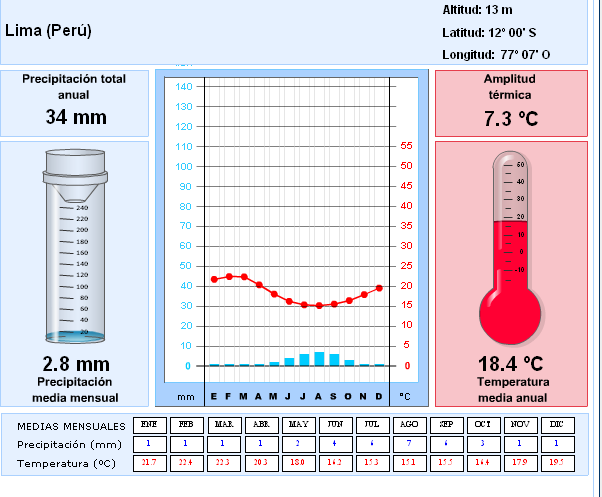 Lima (Perú)
Altitud: 13 m
Latitud: 12° 00' S
Longitud: 77° 07' O
Precipitación total
anual
34 mm
240
200
160
120
80
40
20
2.8 mm
Precipitación
media mensual
140
130
120
110
100
90
80
70
60
50
40
30
20
10
0
mm
E F M A M J J A S O N D
55
50
45
40
35
30
25
20
15
10
5
0
ºC
Amplitud
térmica
7.3 ºC
50
40
30
20
10
0
-10
18.4 ºC
Temperatura
media anual
MEDIAS MENSUALES ENE FEB MAR ABR MAY JUN JUL AGO SEP OCT NOV DIC
Precipitación (mm) 1 1 1 1 2 4 6 7 6 3 1 1
Temperatura (ºC) 21.7 22.4 22.3 20.3 18.0 16.2 15.3 15.1 15.5 16.4 17.9 19.5